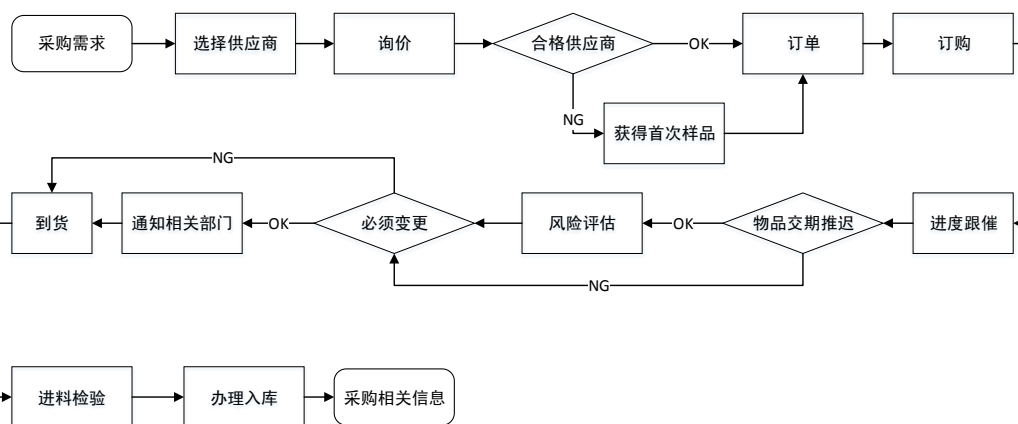 采购需求
选择供应商
询价
合格供应商
OK
订单
订购
NG
获得首次样品
NG
到货
通知相关部门
OK
必须变更
风险评估
OK
物品交期推迟
进度跟催
NG
进料检验
办理入库
采购相关信息